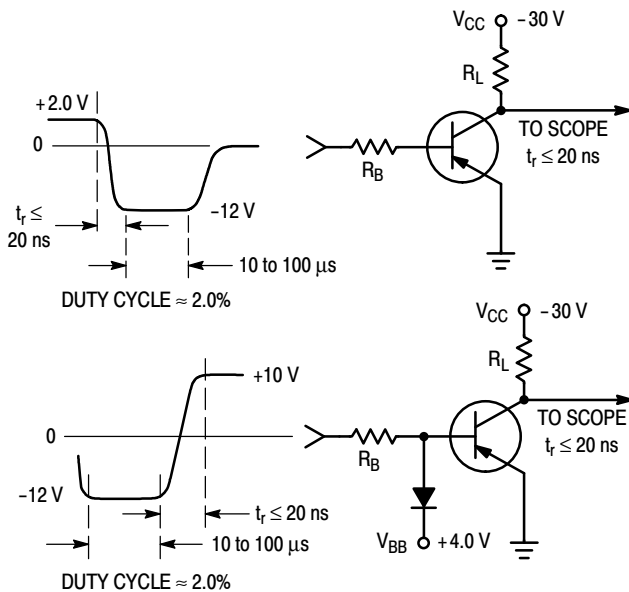 V_CC −30 V
R_L
+2.0 V
0
TO SCOPE
t_r ≤ 20 ns
R_B
−12 V
t_r ≤
20 ns
10 to 100 μs
DUTY CYCLE ≈ 2.0%
V_CC −30 V
R_L
+10 V
0
TO SCOPE
t_r ≤ 20 ns
R_B
−12 V
t_r ≤ 20 ns
10 to 100 μs
V_BB +4.0 V
DUTY CYCLE ≈ 2.0%